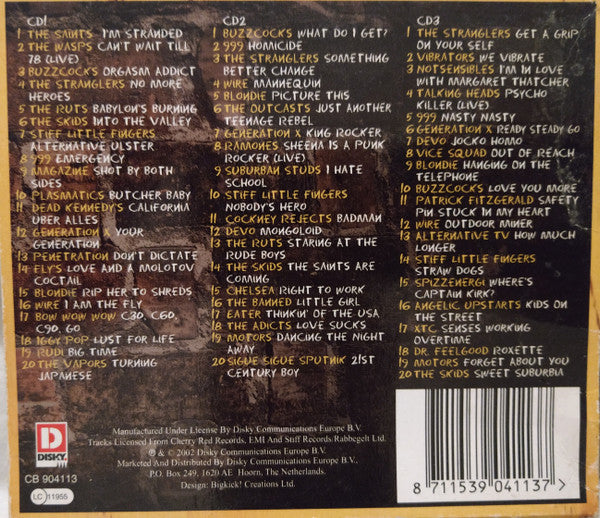 CD1
1 THE SAINTS I'M STRANDED
2 THE WASPS CAN'T WAIT TILL
78 (LIVE)
3 BUZZCOCKS ORGASM ADDICT
4 THE STRANGLERS NO MORE
HEROES
5 THE RUTS BABYLON'S BURNING
6 THE SKIDS INTO THE VALLEY
7 STIFF LITTLE FINGERS
ALTERNATIVE ULSTER
8 999 EMERGENCY
9 MAGAZINE SHOT BY BOTH
SIDES
10 PLASMATICS BUTCHER BABY
11 DEAD KENNEDY'S CALIFORNIA
UBER ALLES
12 GENERATION X YOUR
GENERATION
13 PENETRATION DON'T DICTATE
14 FLY'S LOVE AND A MOLOTOV
COCTAIL
15 BLONDIE RIP HER TO SHREDS
16 WIRE I AM THE FLY
17 BOW WOW WOW C30, C60,
C90, GO
18 IGGY POP LUST FOR LIFE
19 RUDI BIG TIME
20 THE VAPORS TURNING
JAPANESE
CD2
1 BUZZCOCKS WHAT DO I GET?
2 999 HOMICIDE
3 THE STRANGLERS SOMETHING
BETTER CHANGE
4 WIRE MANNEQUIN
5 BLONDIE PICTURE THIS
6 THE OUTCASTS JUST ANOTHER
TEENAGE REBEL
7 GENERATION X KING ROCKER
8 RAMONES SHEENA IS A PUNK
ROCKER (LIVE)
9 SUBURBAN STUDS I HATE
SCHOOL
10 STIFF LITTLE FINGERS
NOBODY'S HERO
11 COCKNEY REJECTS BADMAN
12 DEVO MONGOLOID
13 THE RUTS STARING AT THE
RUDE BOYS
14 THE SKIDS THE SAINTS ARE
COMING
15 CHELSEA RIGHT TO WORK
16 THE BANNED LITTLE GIRL
17 EATER THINKIN' OF THE USA
18 THE ADICTS LOVE SUCKS
19 MOTORS DANCING THE NIGHT
AWAY
20 SIGUE SIGUE SPUTNIK 21ST
CENTURY BOY
CD3
1 THE STRANGLERS GET A GRIP
ON YOUR SELF
2 VIBRATORS WE VIBRATE
3 NOTSENSIBLES I'M IN LOVE
WITH MARGARET THATCHER
4 TALKING HEADS PSYCHO
KILLER (LIVE)
5 999 NASTY NASTY
6 GENERATION X READY STEADY GO
7 DEVO JOCKO HOMO
8 VICE SQUAD OUT OF REACH
9 BLONDIE HANGING ON THE
TELEPHONE
10 BUZZCOCKS LOVE YOU MORE
11 PATRICK FITZGERALD SAFETY
PIN STUCK IN MY HEART
12 WIRE OUTDOOR MINER
13 ALTERNATIVE TV HOW MUCH
LONGER
14 STIFF LITTLE FINGERS
STRAW DOGS
15 SPIZZENERGI WHERE'S
CAPTAIN KIRK?
16 ANGELIC UPSTARTS KIDS ON
THE STREET
17 XTC SENSES WORKING
OVERTIME
18 DR. FEELGOOD ROXETTE
19 MOTORS FORGET ABOUT YOU
20 THE SKIDS SWEET SUBURBIA
D
DISKY
CB 904113
LC 11955
Manufactured Under License By Disky Communications Europe B.V.
Tracks Licensed From Cherry Red Records, EMI And Stiff Records/Rabbegelt Ltd.
℗ & © 2002 Disky Communications Europe B.V.
Marketed And Distributed By Disky Communications Europe B.V.,
P.O. Box 249, 1620 AE Hoorn, The Netherlands.
Design: Bigkick! Creations Ltd.
8 711539 041137 >